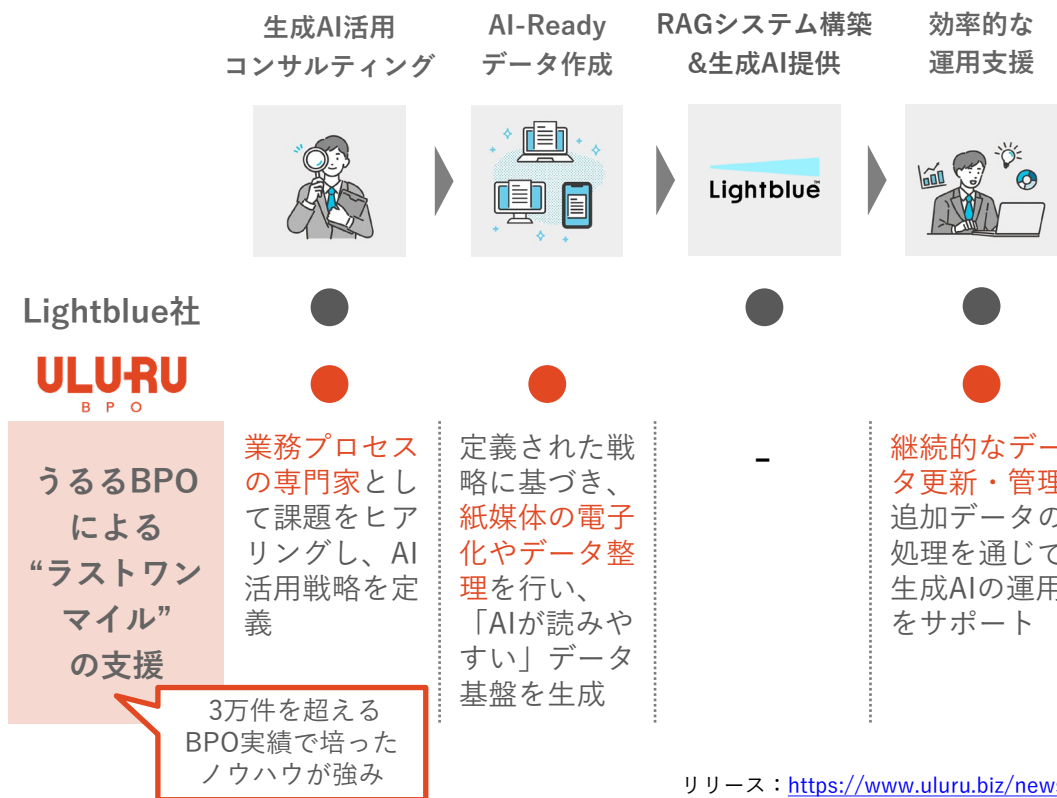 生成AI活用
コンサルティング
AI-Ready
データ作成
RAGシステム構築
&生成AI提供
効率的な
運用支援
Lightblue
Lightblue社
ULURU
BPO
うるるBPO
による
“ラストワン
マイル”
の支援
業務プロセス
の専門家とし
て課題をヒア
リングし、AI
活用戦略を定
義
定義された戦
略に基づき、
紙媒体の電子
化やデータ整
理を行い、
「AIが読みや
すい」データ
基盤を生成
-
継続的なデー
タ更新・管理
追加データの
処理を通じて
生成AIの運用
をサポート
3万件を超える
BPO実績で培った
ノウハウが強み
リリース：https://www.uluru.biz/news